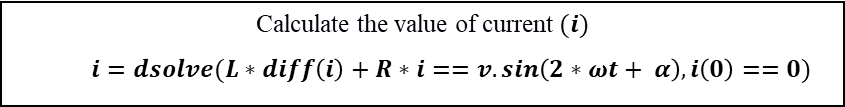 Calculate the value of current (i)
i = dsolve(L ∗ diff(i) + R ∗ i == v.sin(2 ∗ ωt + α), i(0) == 0)